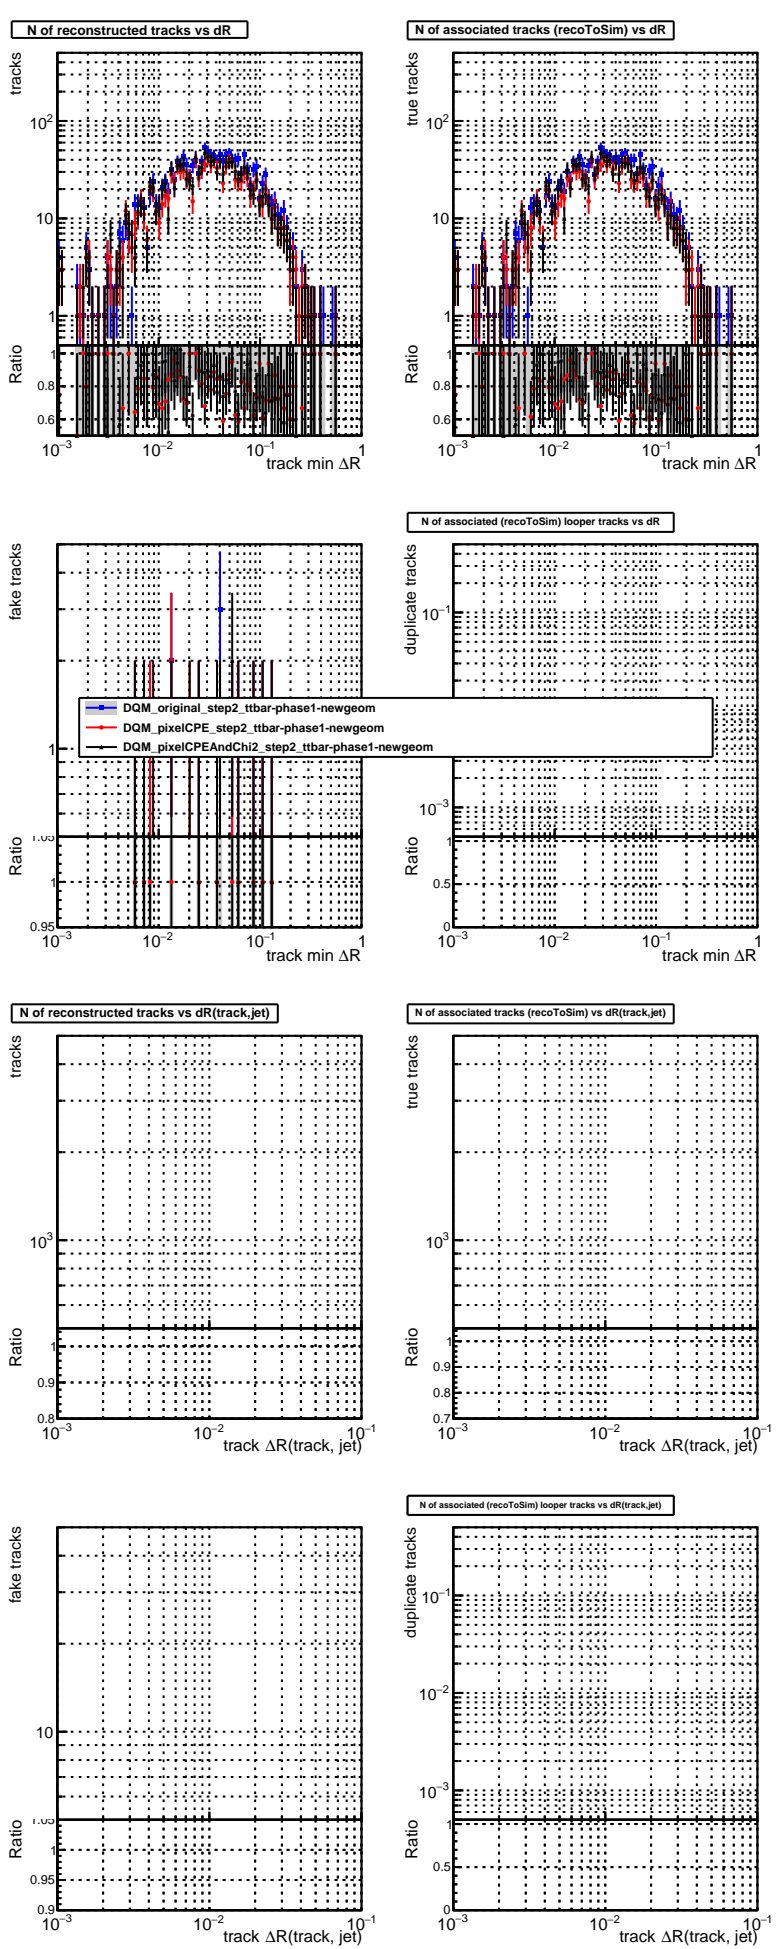 N of reconstructed tracks vs dR
tracks
10²
10
1
Ratio
1
0.8
0.6
10⁻³
10⁻²
10⁻¹
1
track min ΔR
N of associated tracks (recoToSim) vs dR
true tracks
10²
10
1
Ratio
1
0.8
0.6
10⁻³
10⁻²
10⁻¹
1
track min ΔR
fake tracks
1
Ratio
1.05
1
0.95
10⁻³
10⁻²
10⁻¹
1
track min ΔR
N of associated (recoToSim) looper tracks vs dR
duplicate tracks
10⁻¹
10⁻³
Ratio
1
0.5
0
10⁻³
10⁻²
10⁻¹
1
track min ΔR
DQM_original_step2_ttbar-phase1-newgeom
DQM_pixelCPE_step2_ttbar-phase1-newgeom
DQM_pixelCPEAndChi2_step2_ttbar-phase1-newgeom
N of reconstructed tracks vs dR(track,jet)
tracks
10³
Ratio
1
0.9
0.8
10⁻³
10⁻²
10⁻¹
track ΔR(track, jet)
N of associated tracks (recoToSim) vs dR(track,jet)
true tracks
10³
Ratio
1
0.9
0.8
0.7
10⁻³
10⁻²
10⁻¹
track ΔR(track, jet)
fake tracks
10
Ratio
1.05
1
0.95
0.9
10⁻³
10⁻²
10⁻¹
track ΔR(track, jet)
N of associated (recoToSim) looper tracks vs dR(track,jet)
duplicate tracks
10⁻¹
10⁻²
10⁻³
Ratio
1
0.5
0
10⁻³
10⁻²
10⁻¹
track ΔR(track, jet)